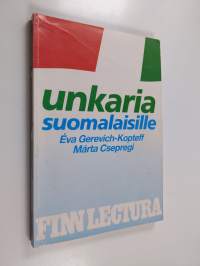 unkaria
suomalaisille
Éva Gerevich-Kopteff
Márta Csepregi
FINN LECTURA